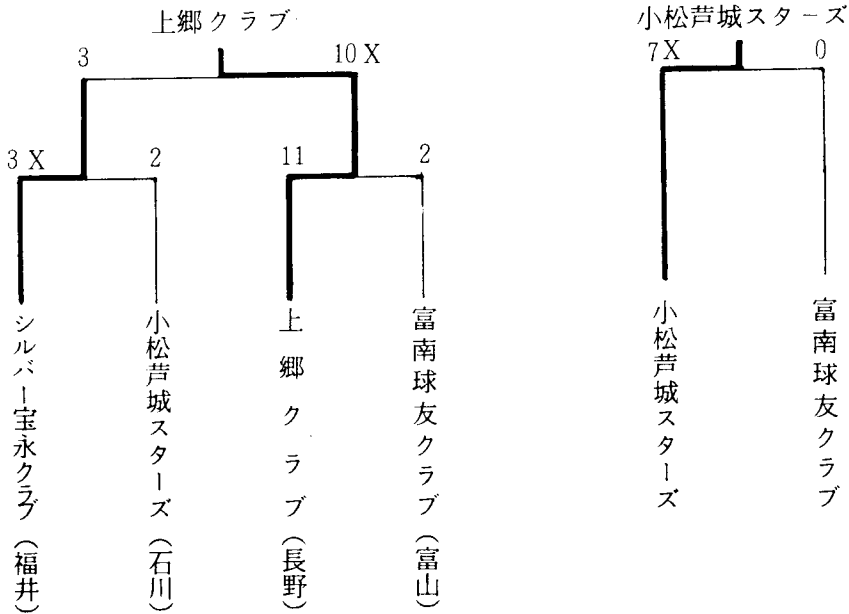 上郷クラブ
3 10X
3X 2 11 2
シルバー宝永クラブ(福井)
小松芦城スターズ(石川)
上郷クラブ(長野)
富南球友クラブ(富山)
小松芦城スターズ
7X 0
小松芦城スターズ
富南球友クラブ